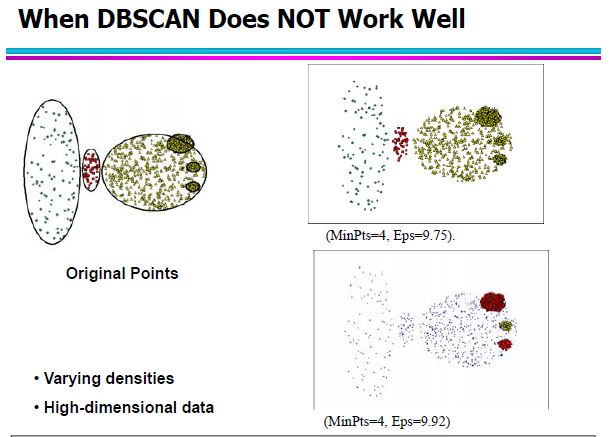 When DBSCAN Does NOT Work Well
Original Points
(MinPts=4, Eps=9.75).
(MinPts=4, Eps=9.92)
• Varying densities
• High-dimensional data